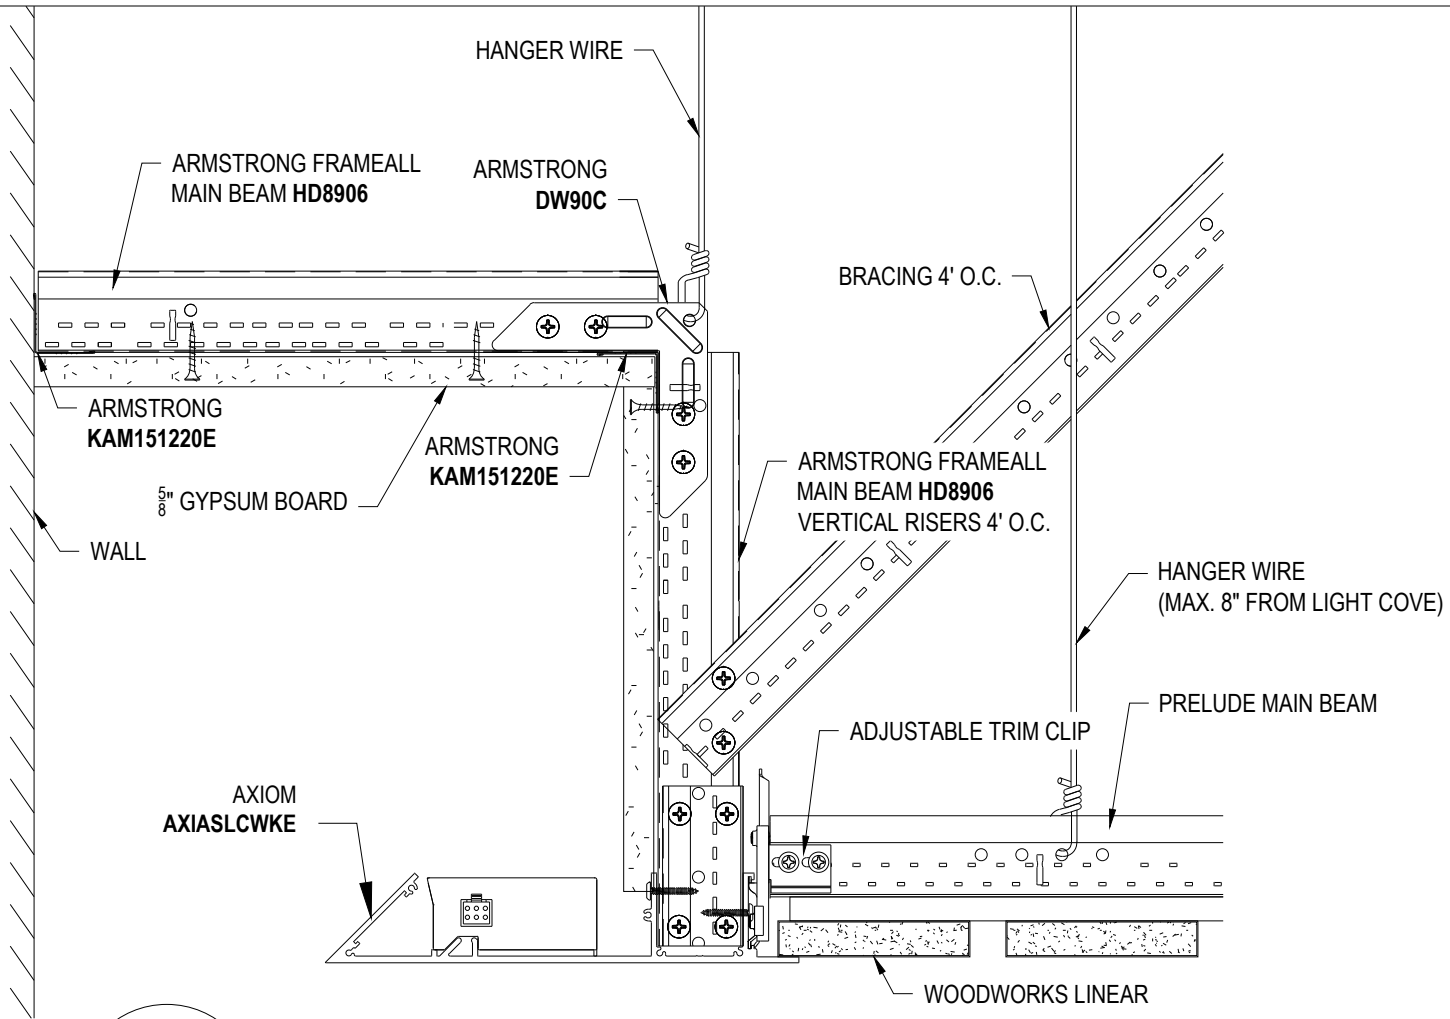 HANGER WIRE
ARMSTRONG FRAMEALL
MAIN BEAM HD8906
ARMSTRONG
DW90C
BRACING 4' O.C.
ARMSTRONG
KAM151220E
ARMSTRONG
KAM151220E
5/8" GYPSUM BOARD
WALL
ARMSTRONG FRAMEALL
MAIN BEAM HD8906
VERTICAL RISERS 4' O.C.
HANGER WIRE
(MAX. 8" FROM LIGHT COVE)
PRELUDE MAIN BEAM
ADJUSTABLE TRIM CLIP
AXIOM
AXIASLCWKE
WOODWORKS LINEAR